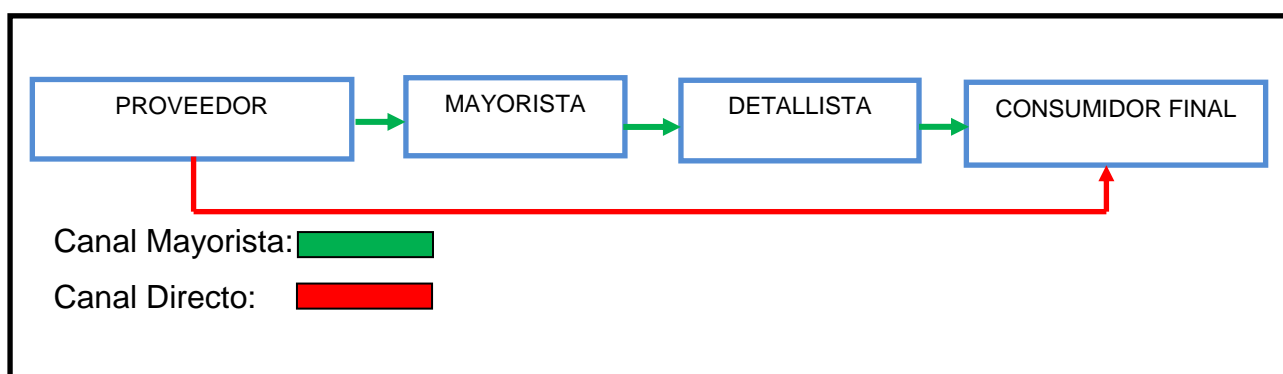 PROVEEDOR
MAYORISTA
DETALLISTA
CONSUMIDOR FINAL
Canal Mayorista:
Canal Directo: